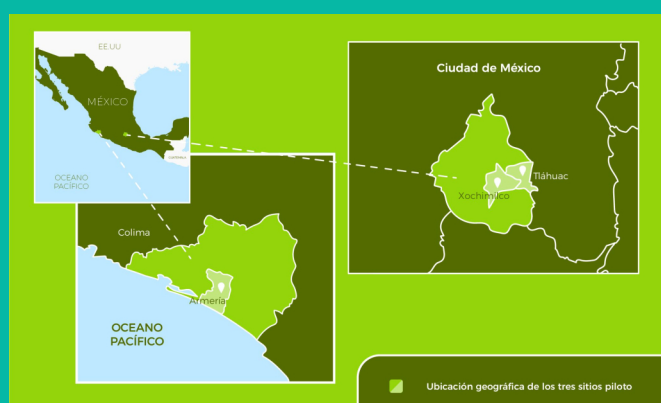 EE.UU
MÉXICO
OCEANO
PACÍFICO
Ciudad de México
Tláhuac
Xochimilco
Colima
Armería
OCEANO
PACÍFICO
Ubicación geográfica de los tres sitios piloto